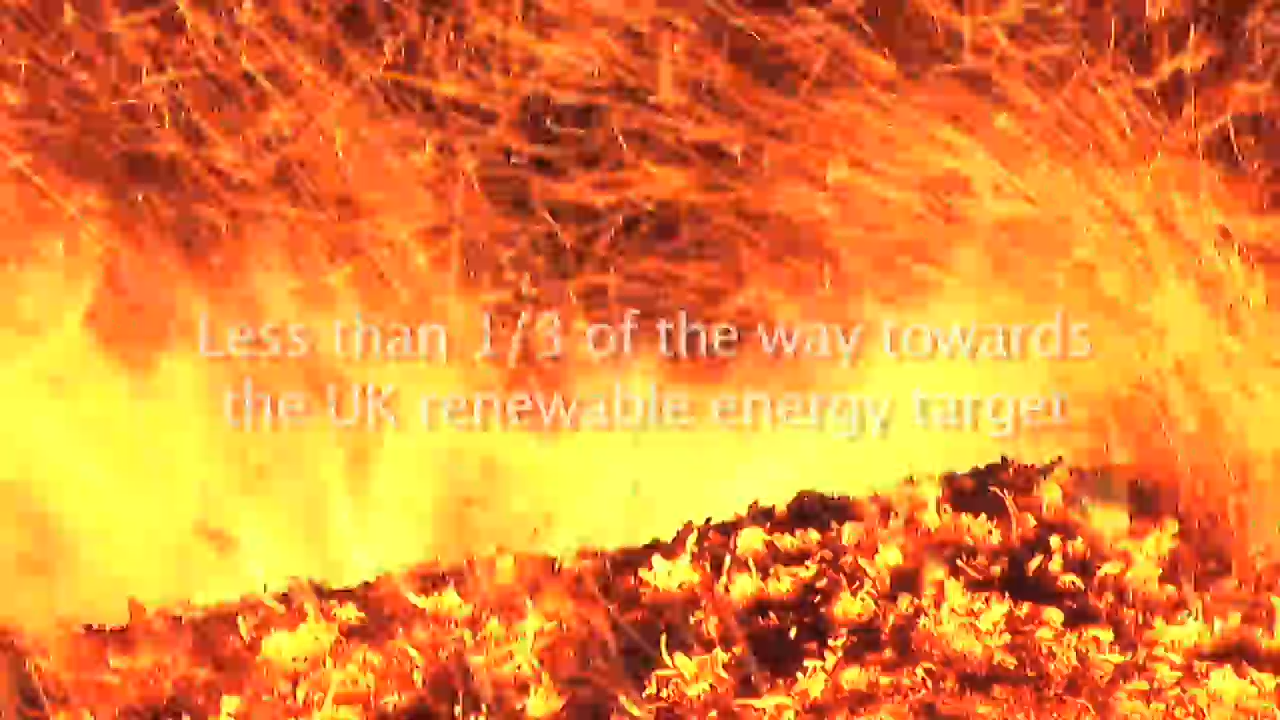 Less than 1/3 of the way towards
the UK renewable energy target